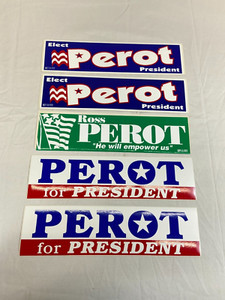 Elect
Perot
President
Elect
Perot
President
Ross
PEROT
"He will empower us"
PEROT
for PRESIDENT
PEROT
for PRESIDENT